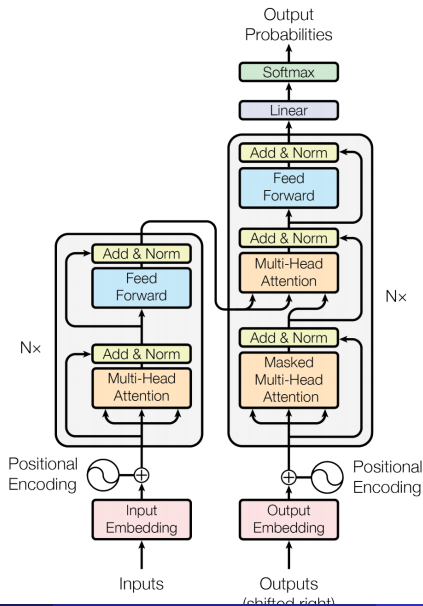 Output
Probabilities
Softmax
Linear
Add & Norm
Feed
Forward
Add & Norm
Multi-Head
Attention
Add & Norm
Masked
Multi-Head
Attention
Nx
Positional
Encoding
Output
Embedding
Outputs
(shifted right)
Add & Norm
Feed
Forward
Add & Norm
Multi-Head
Attention
Nx
Positional
Encoding
Input
Embedding
Inputs